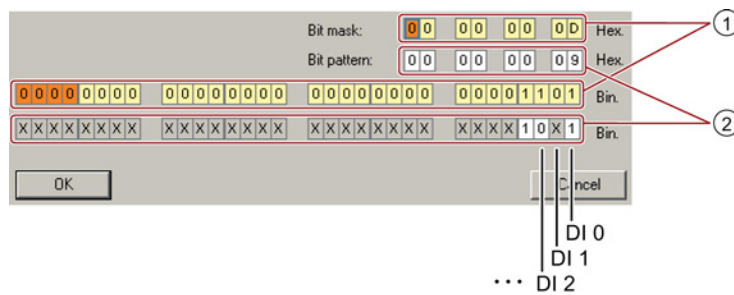 Bit mask: 0 0 0 0 0 0 0 D Hex. 1
Bit pattern: 0 0 0 0 0 0 0 9 Hex.
0 0 0 0 0 0 0 0 0 0 0 0 0 0 0 0 0 0 0 0 0 0 0 0 0 0 0 0 1 1 0 1 Bin.
X X X X X X X X X X X X X X X X X X X X X X X X X X X X 1 0 X 1 Bin. 2
OK Cancel
DI 0
DI 1
... DI 2